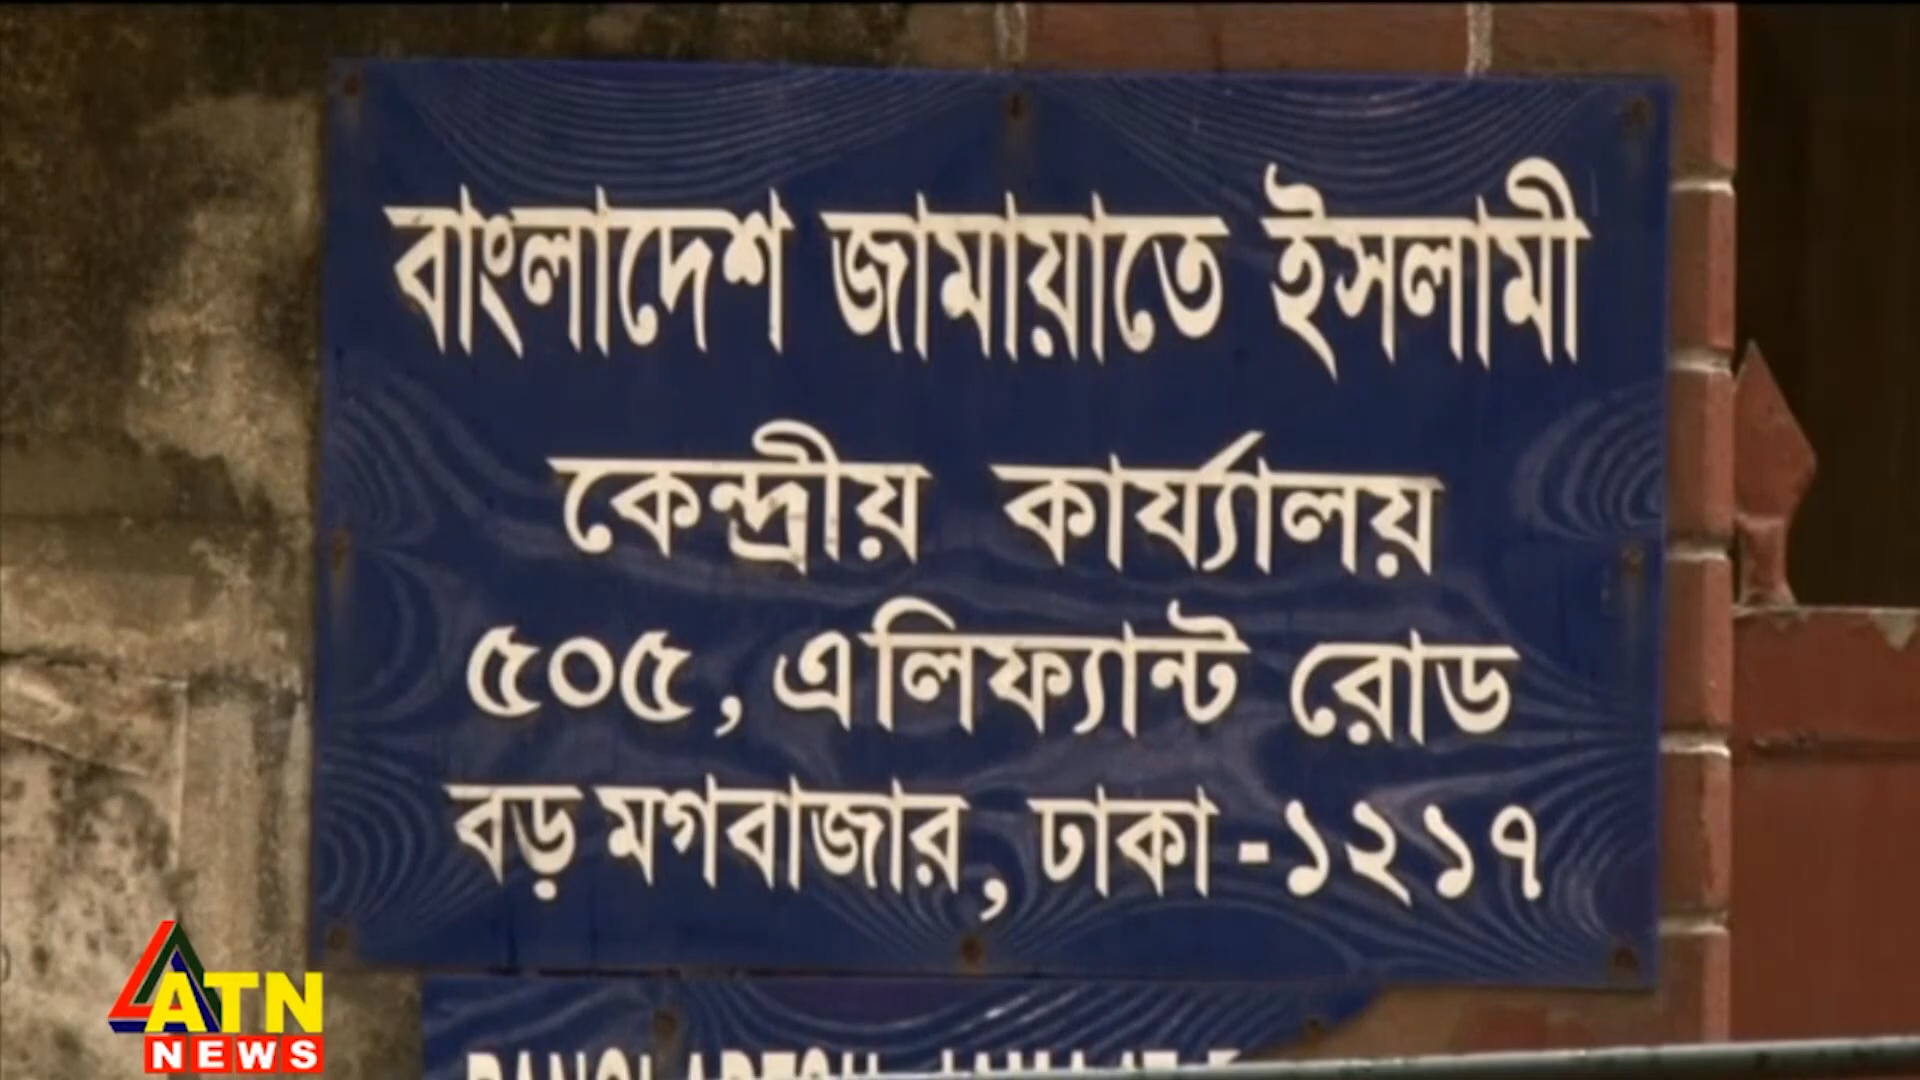 বাংলাদেশ জামায়াতে ইসলামী
কেন্দ্রীয় কার্য্যালয়
৫০৫, এলিফ্যান্ট রোড
বড় মগবাজার, ঢাকা-১২১৭
ATN
NEWS